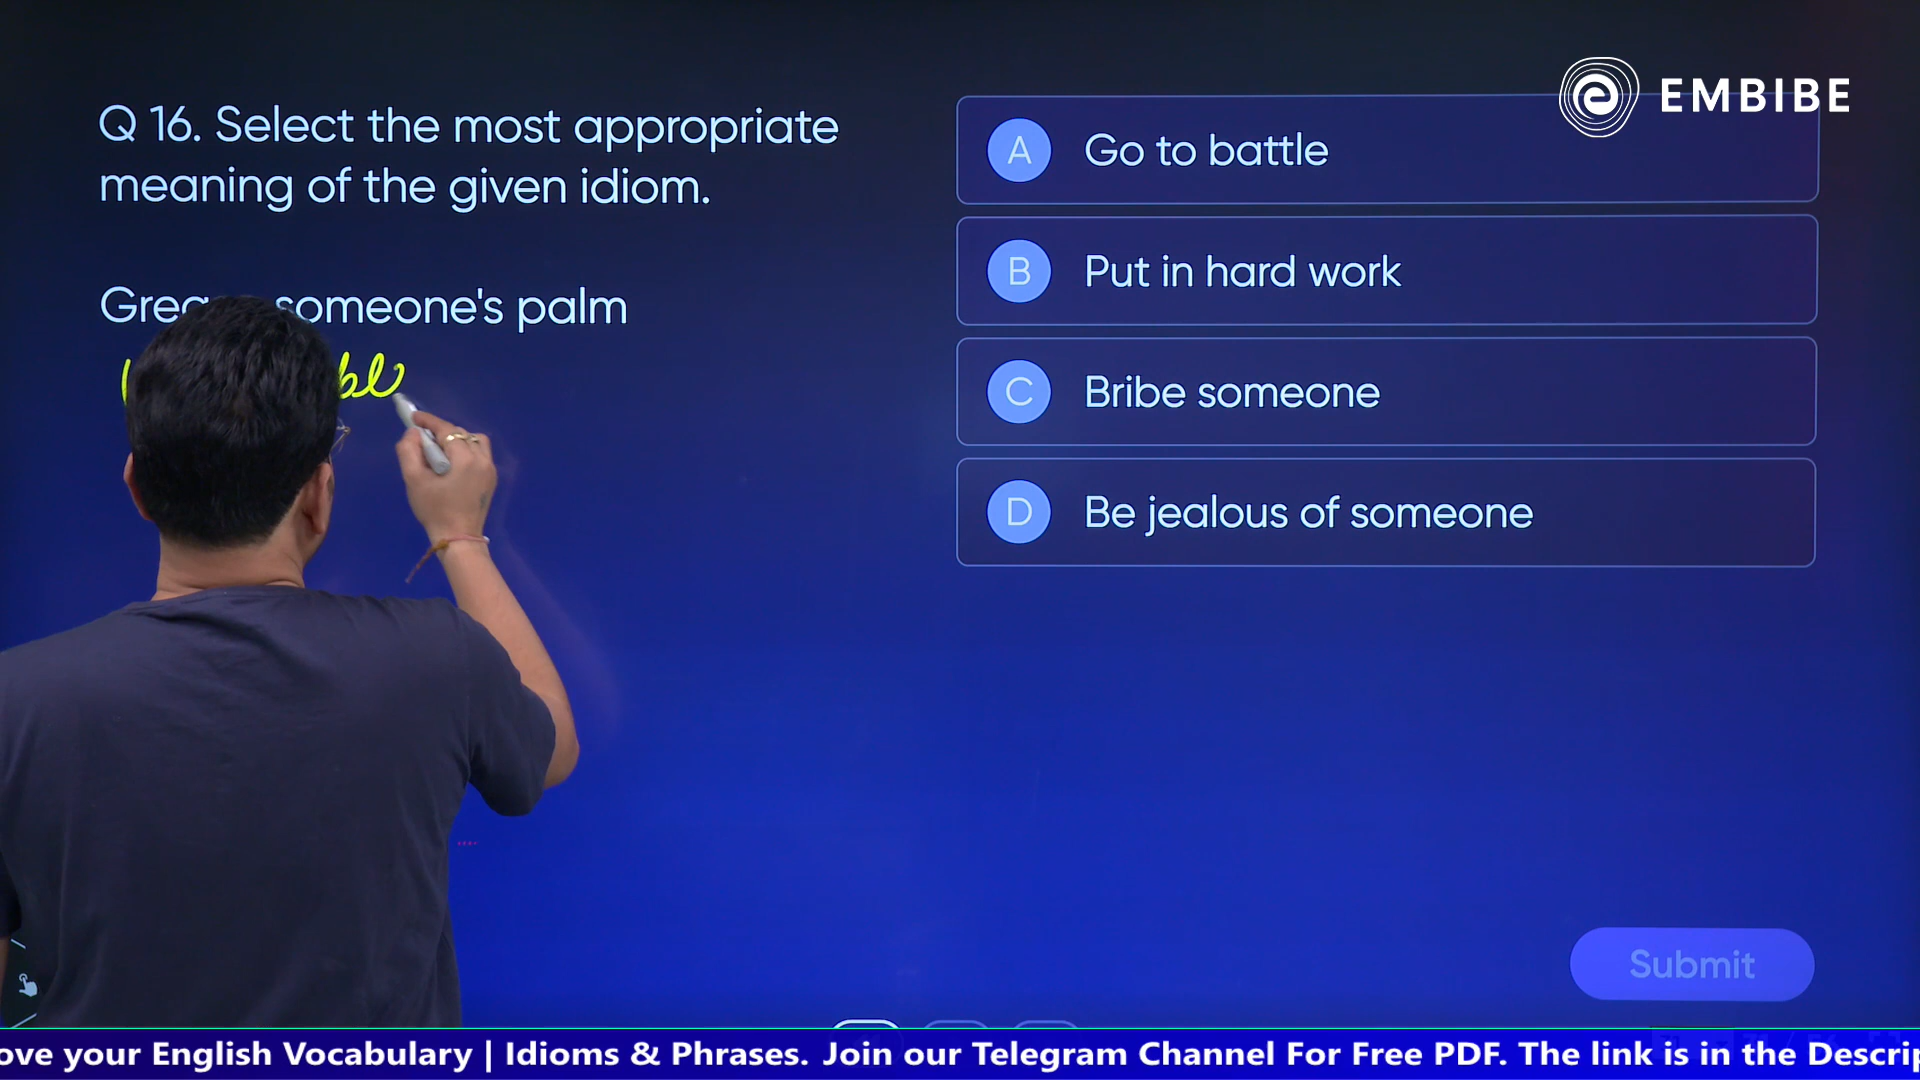 Q 16. Select the most appropriate
meaning of the given idiom.
someone's palm
A Go to battle
B Put in hard work
C Bribe someone
D Be jealous of someone
EMBIBE
Submit
ove your English Vocabulary | Idioms & Phrases. Join our Telegram Channel For Free PDF. The link is in the Descrip